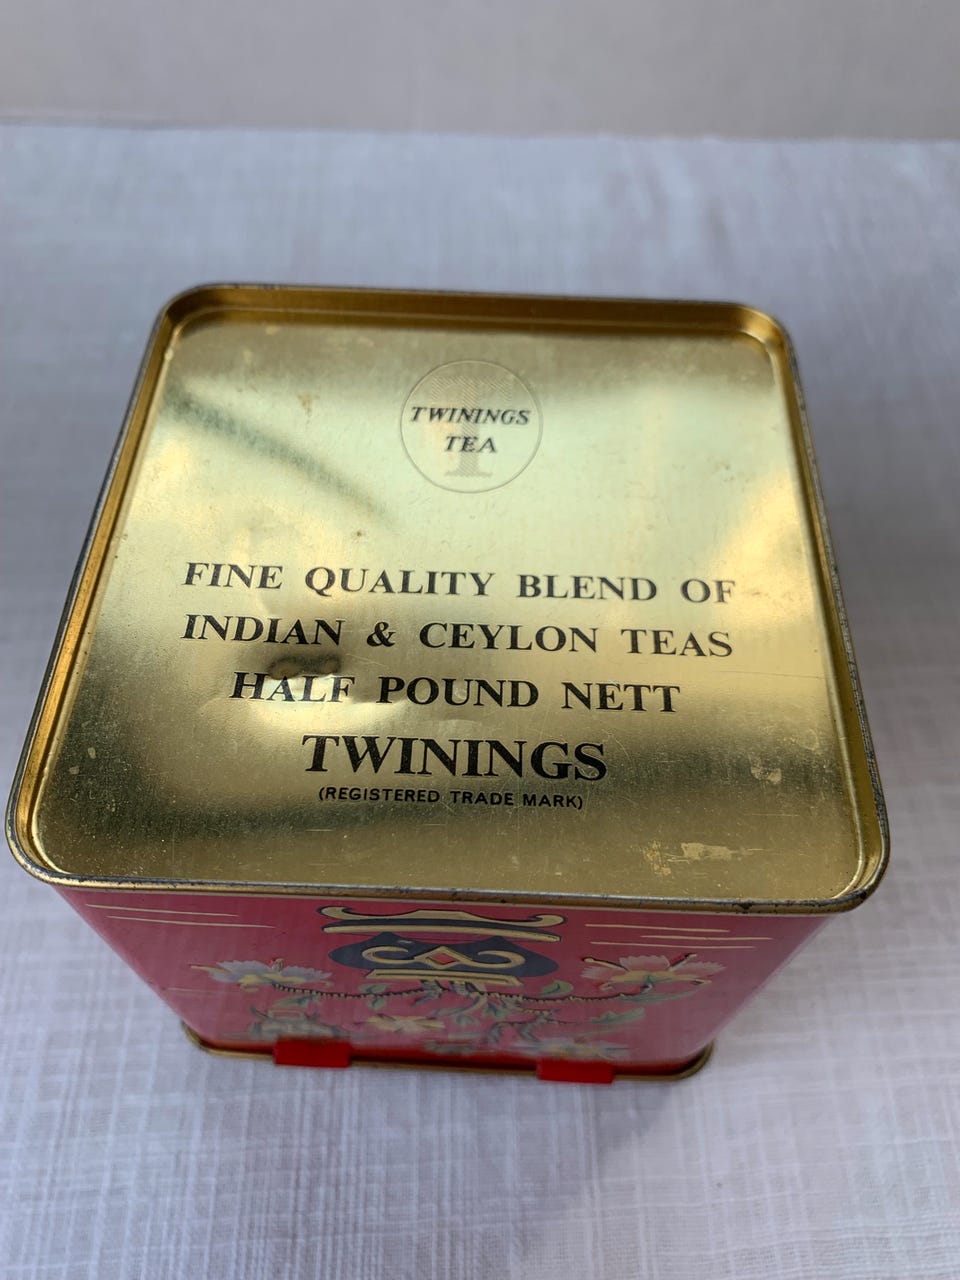 TWININGS
TEA
FINE QUALITY BLEND OF
INDIAN & CEYLON TEAS
HALF POUND NETT
TWININGS
(REGISTERED TRADE MARK)